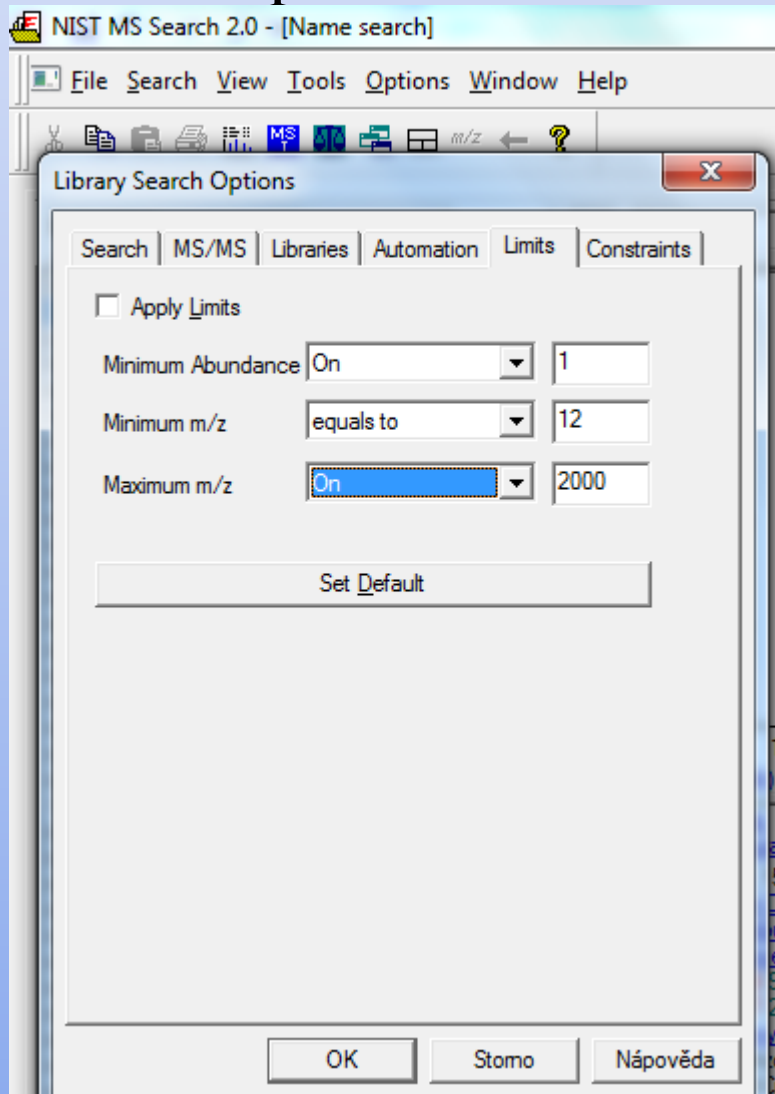 NIST MS Search 2.0 - [Name search]
File Search View Tools Options Window Help
MS T m/z ?
Library Search Options
Search MS/MS Libraries Automation Limits Constraints
Apply Limits
Minimum Abundance On 1
Minimum m/z equals to 12
Maximum m/z On 2000
Set Default
OK Storno Nápověda